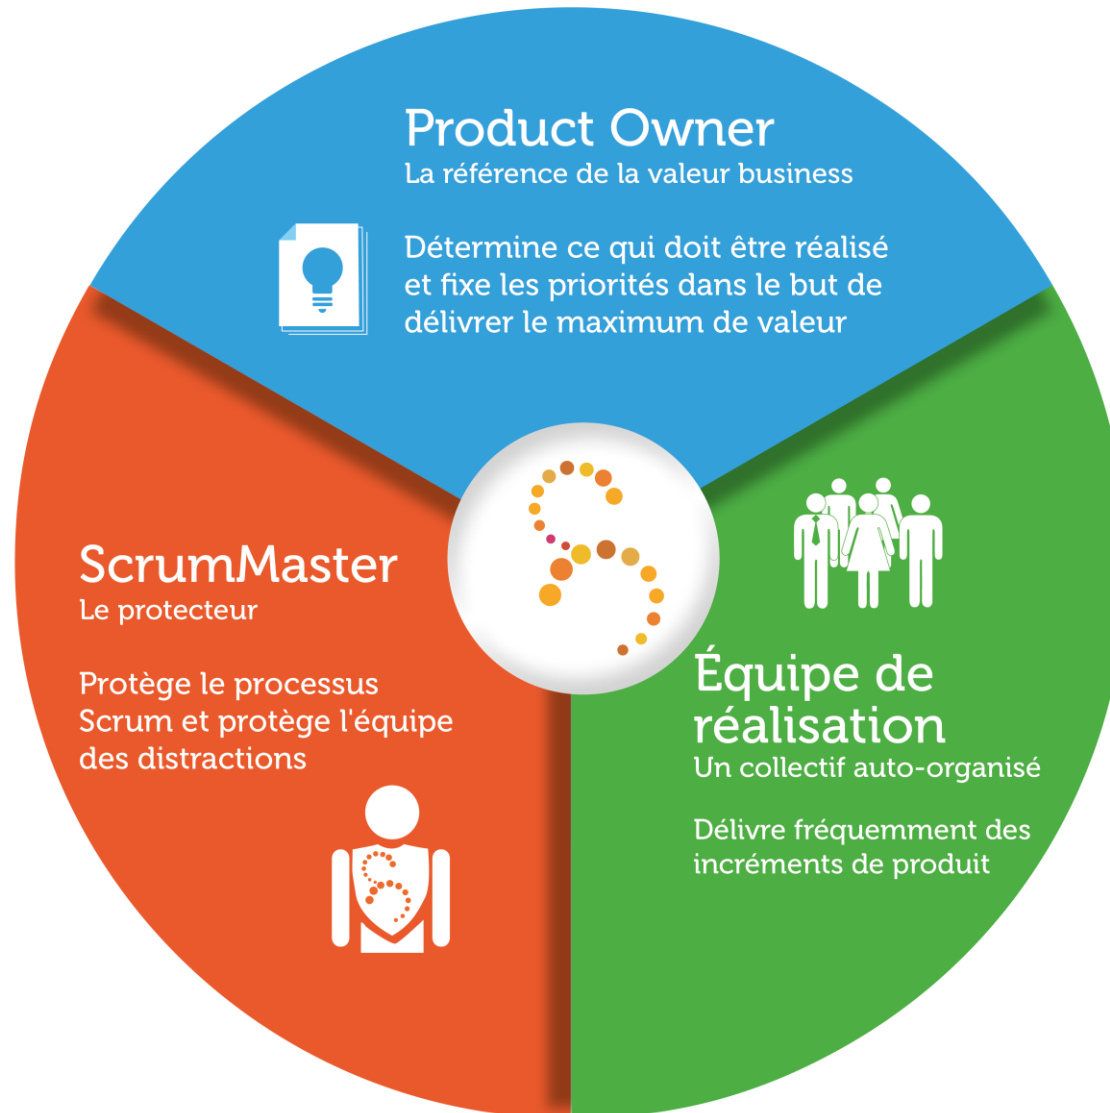 Product Owner
La référence de la valeur business
Détermine ce qui doit être réalisé
et fixe les priorités dans le but de
délivrer le maximum de valeur
ScrumMaster
Le protecteur
Protège le processus
Scrum et protège l'équipe
des distractions
Équipe de
réalisation
Un collectif auto-organisé
Délivre fréquemment des
incréments de produit